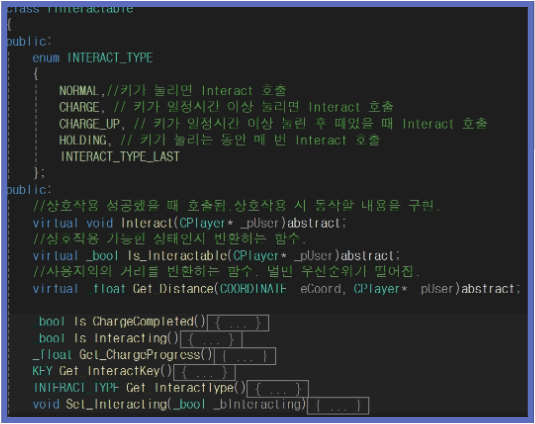 class IInteractable
{
public:
enum INTERACT_TYPE
{
NORMAL,//키가 눌리면 Interact 호출
CHARGE, // 키가 일정시간 이상 눌리면 Interact 호출
CHARGE_UP, // 키가 일정시간 이상 눌린 후 떼었을 때 Interact 호출
HOLDING, // 키가 눌리는 동안 매 번 Interact 호출
INTERACT_TYPE_LAST
};
public:
//상호작용 성공했을 때 호출됨.상호작용 시 동작할 내용을 구현.
virtual void Interact(CPlayer* _pUser)abstract;
//상호작용 가능한 상태인지 반환하는 함수.
virtual _bool Is_Interactable(CPlayer* _pUser)abstract;
//사용자와의 거리를 반환하는 함수. 멀면 우선순위가 떨어짐.
virtual _float Get_Distance(COORDINATE _eCoord, CPlayer* _pUser)abstract;
_bool Is_ChargeCompleted(){ ... }
_bool Is_Interacting(){ ... }
_float Get_ChargeProgress(){ ... }
KEY Get_InteractKey(){ ... }
INTERACT_TYPE Get_InteractType(){ ... }
void Set_Interacting(_bool _bInteracting){ ... }